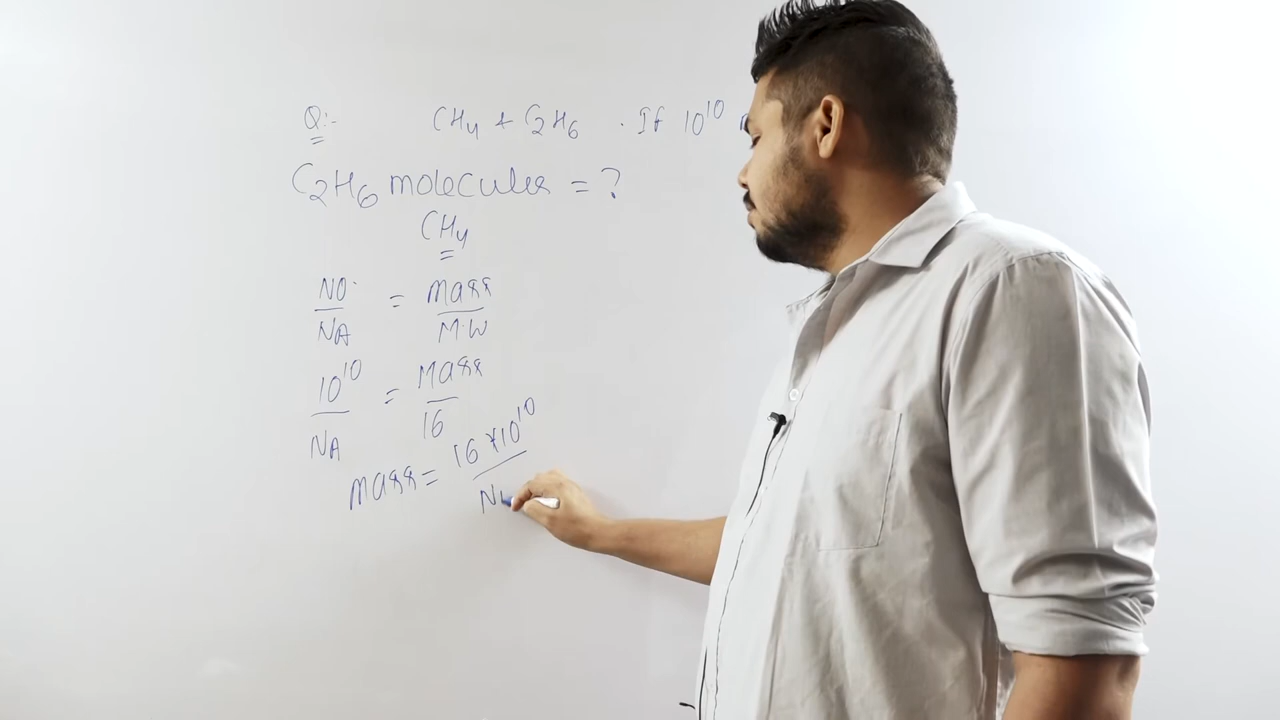 Q:- CH4 + C2H6 . If 10^10
C2H6 molecules = ?
CH4
NO. / NA = Mass / M.W
10^10 / NA = Mass / 16
Mass = 16 * 10^10 / N